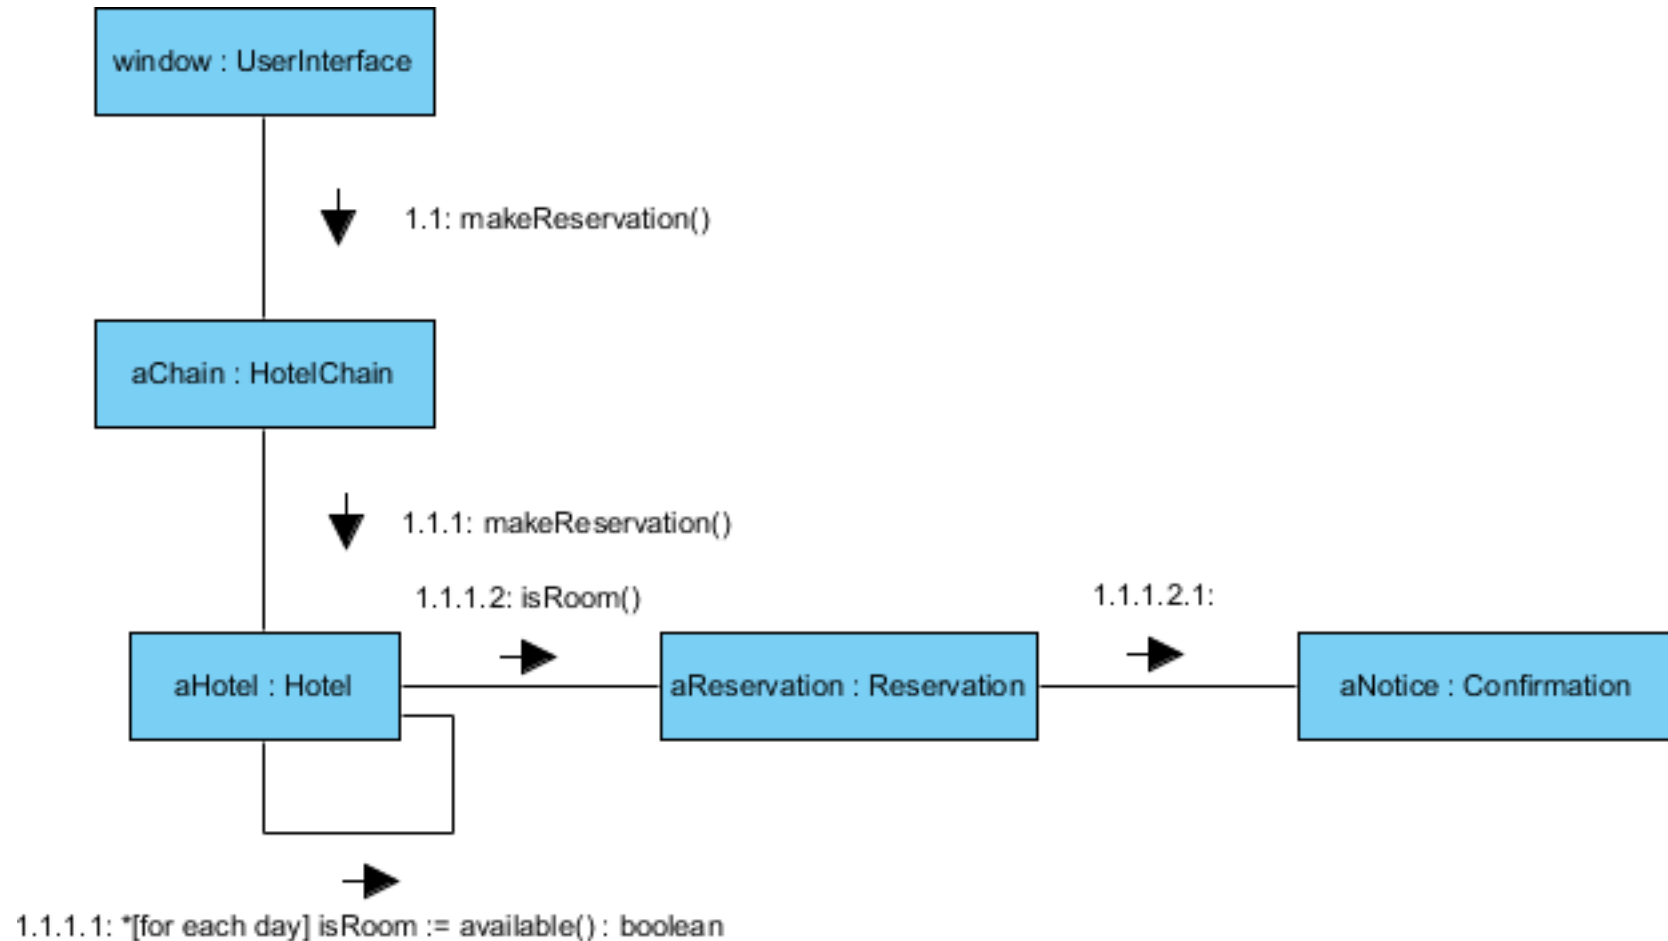 window : UserInterface
1.1: makeReservation()
aChain : HotelChain
1.1.1: makeReservation()
1.1.1.2: isRoom()
1.1.1.2.1:
aHotel : Hotel
aReservation : Reservation
aNotice : Confirmation
1.1.1.1: *[for each day] isRoom := available() : boolean